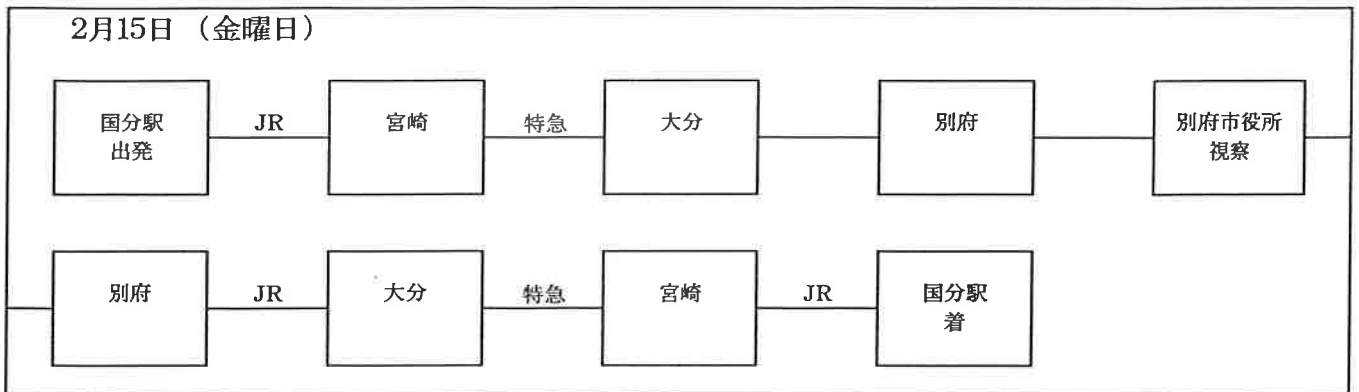 2月15日 （金曜日）
国分駅
出発
JR
宮崎
特急
大分
別府
別府市役所
視察
別府
JR
大分
特急
宮崎
JR
国分駅
着